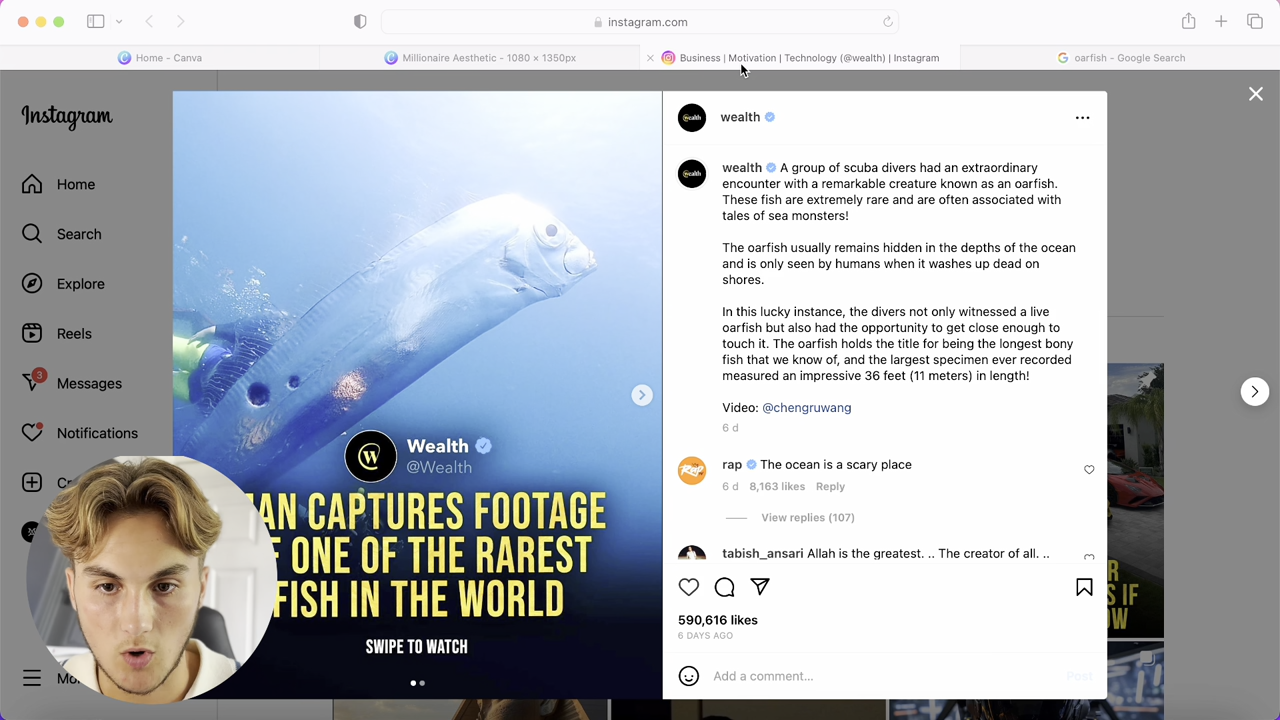 instagram.com
Home - Canva
Millionaire Aesthetic - 1080 × 1350px
Business | Motivation | Technology (@wealth) | Instagram
oarfish - Google Search
Instagram
Home
Search
Explore
Reels
3
Messages
Notifications
Wealth
@Wealth
AN CAPTURES FOOTAGE
ONE OF THE RAREST
FISH IN THE WORLD
SWIPE TO WATCH
wealth
wealth A group of scuba divers had an extraordinary
encounter with a remarkable creature known as an oarfish.
These fish are extremely rare and are often associated with
tales of sea monsters!
The oarfish usually remains hidden in the depths of the ocean
and is only seen by humans when it washes up dead on
shores.
In this lucky instance, the divers not only witnessed a live
oarfish but also had the opportunity to get close enough to
touch it. The oarfish holds the title for being the longest bony
fish that we know of, and the largest specimen ever recorded
measured an impressive 36 feet (11 meters) in length!
Video: @chengruwang
6 d
rap The ocean is a scary place
6 d 8,163 likes Reply
View replies (107)
tabish_ansari Allah is the greatest. .. The creator of all. ..
590,616 likes
6 DAYS AGO
Add a comment...
Post